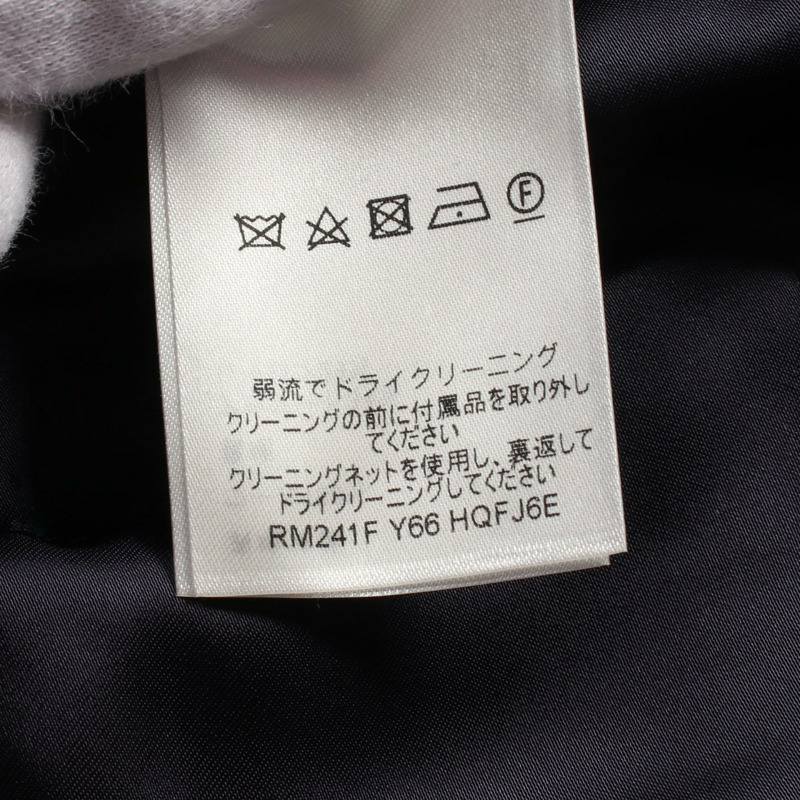 F
弱流でドライクリーニング
クリーニングの前に付属品を取り外し
てください
クリーニングネットを使用し、裏返して
ドライクリーニングしてください
RM241F Y66 HQFJ6E